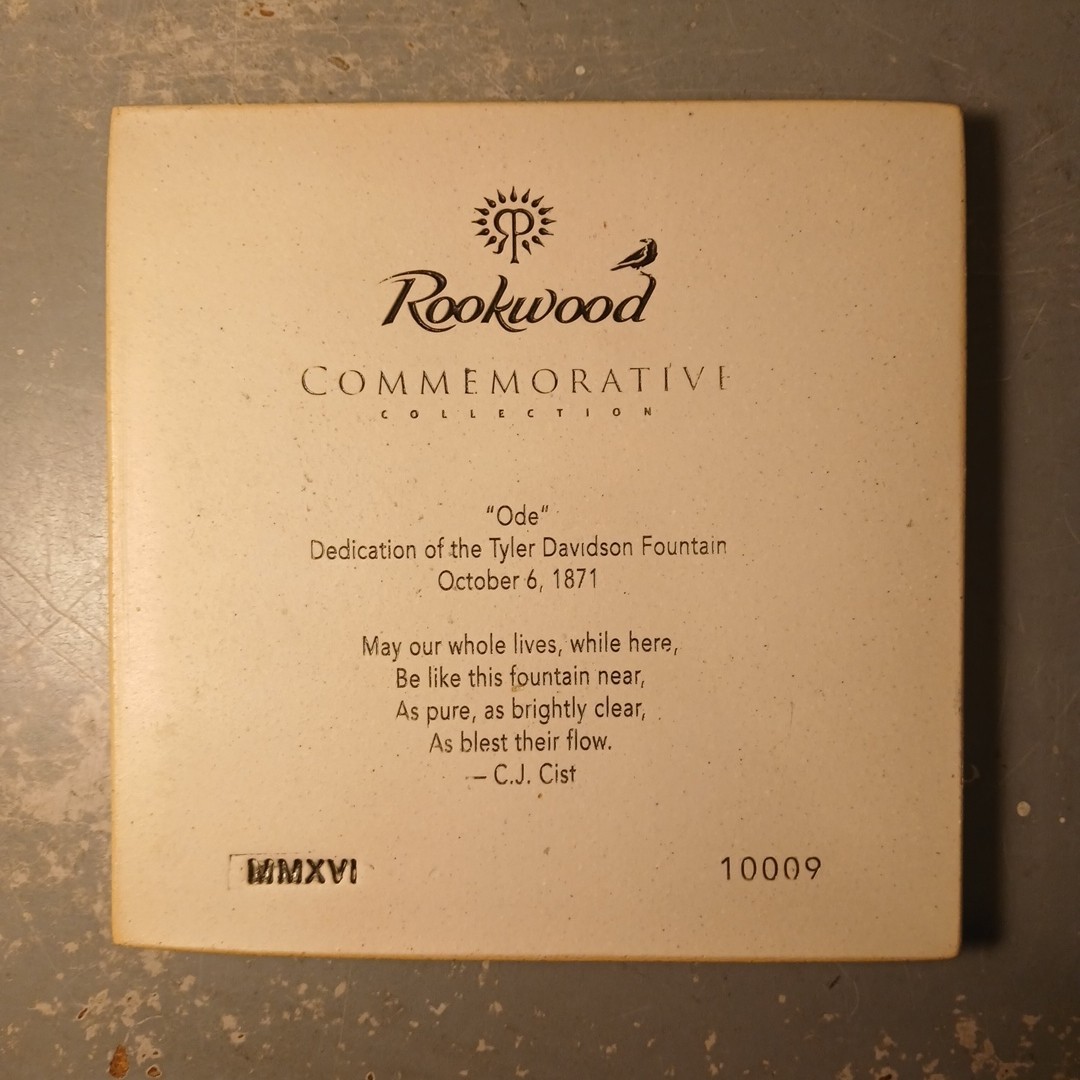 RP
Rookwood
COMMEMORATIVE
COLLECTION
“Ode“
Dedication of the Tyler Davidson Fountain
October 6, 1871
May our whole lives, while here,
Be like this fountain near,
As pure, as brightly clear,
As blest their flow.
– C.J. Cist
MMXVI
10009